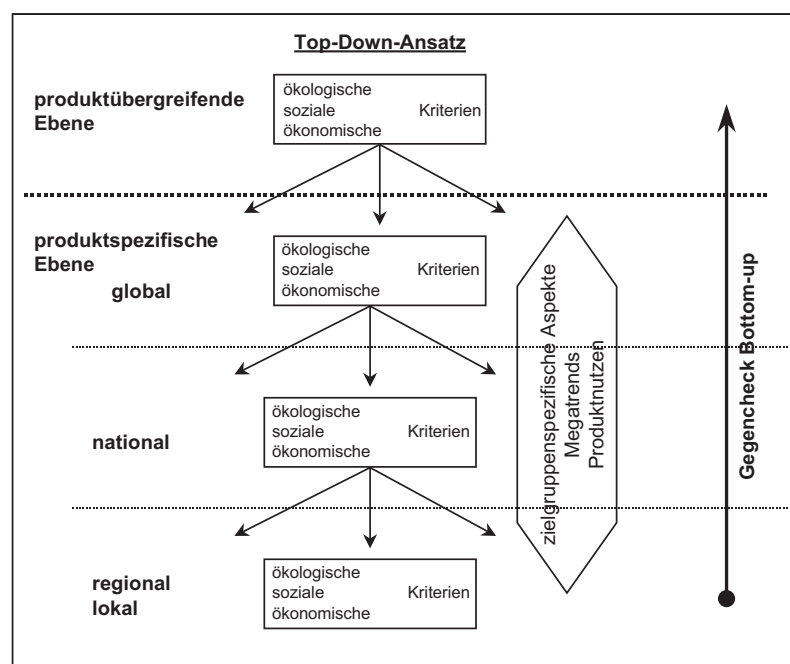 Top-Down-Ansatz
produktübergreifende
Ebene
ökologische
soziale Kriterien
ökonomische
produktspezifische
Ebene
global
ökologische
soziale Kriterien
ökonomische
national
ökologische
soziale Kriterien
ökonomische
regional
lokal
ökologische
soziale Kriterien
ökonomische
zielgruppenspezifische Aspekte
Megatrends
Produktnutzen
Gegencheck Bottom-up